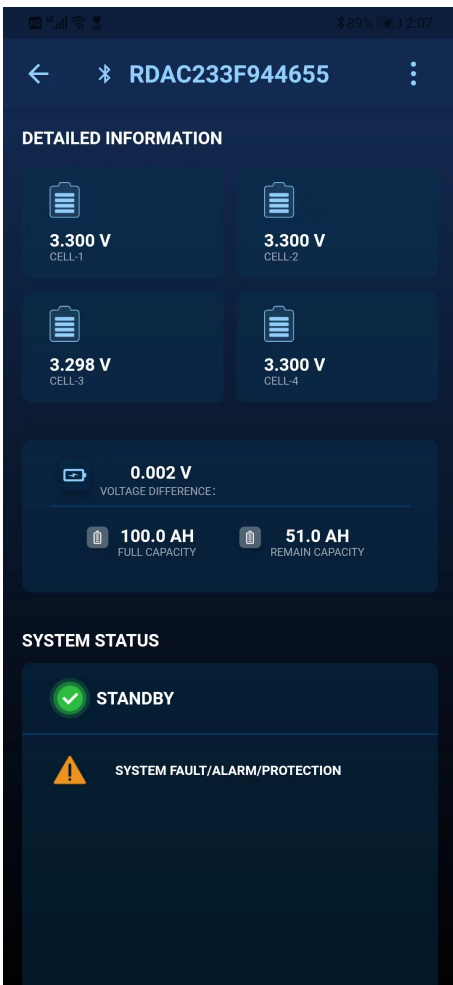 89% 2:07
RDAC233F944655
DETAILED INFORMATION
3.300 V
CELL-1
3.300 V
CELL-2
3.298 V
CELL-3
3.300 V
CELL-4
0.002 V
VOLTAGE DIFFERENCE：
100.0 AH
FULL CAPACITY
51.0 AH
REMAIN CAPACITY
SYSTEM STATUS
STANDBY
SYSTEM FAULT/ALARM/PROTECTION